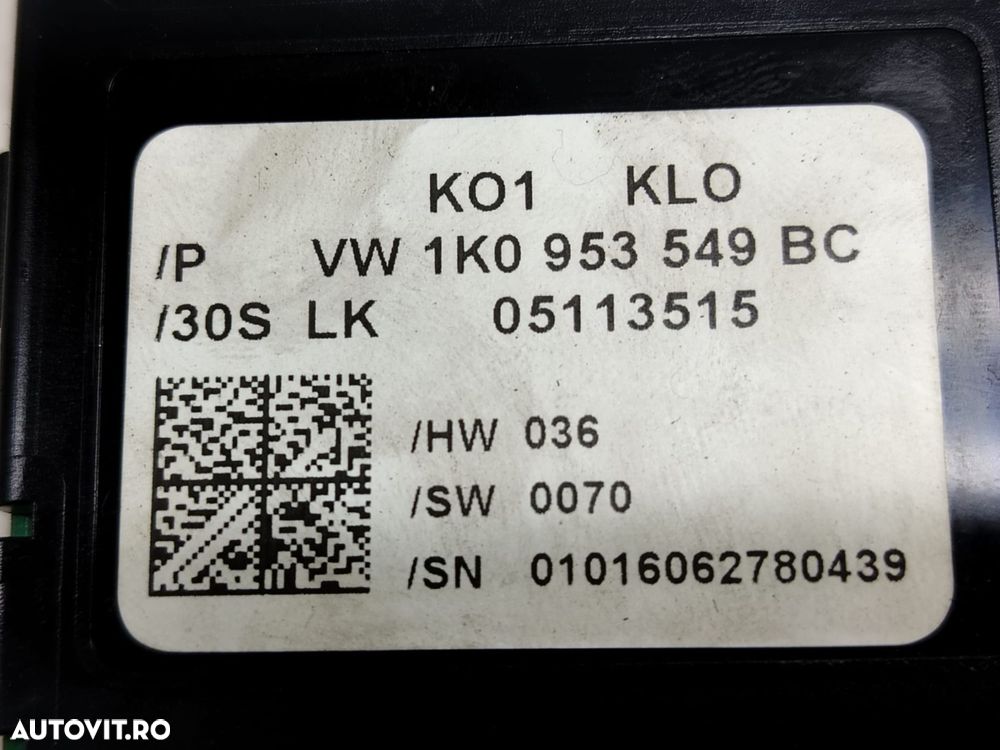 KO1 KLO
/P VW 1K0 953 549 BC
/30S LK 05113515
/HW 036
/SW 0070
/SN 01016062780439
AUTOVIT.RO